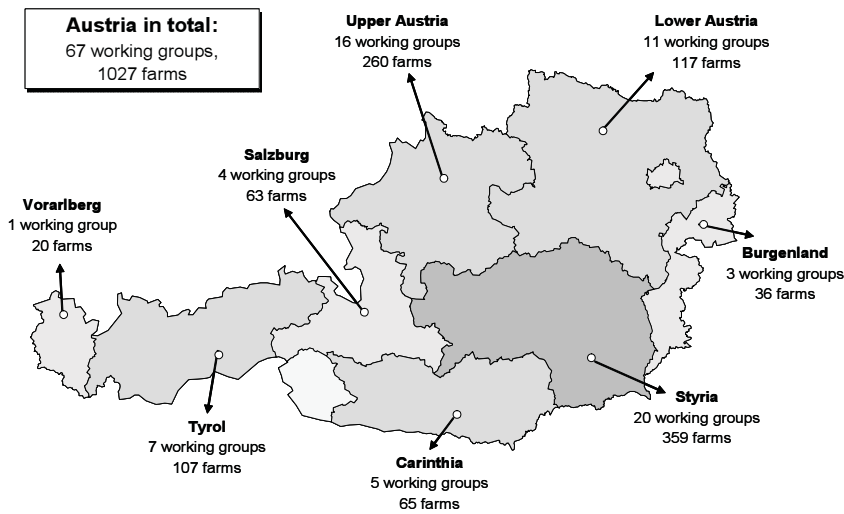 Austria in total:
67 working groups,
1027 farms
Upper Austria
16 working groups
260 farms
Lower Austria
11 working groups
117 farms
Salzburg
4 working groups
63 farms
Vorarlberg
1 working group
20 farms
Burgenland
3 working groups
36 farms
Styria
20 working groups
359 farms
Tyrol
7 working groups
107 farms
Carinthia
5 working groups
65 farms